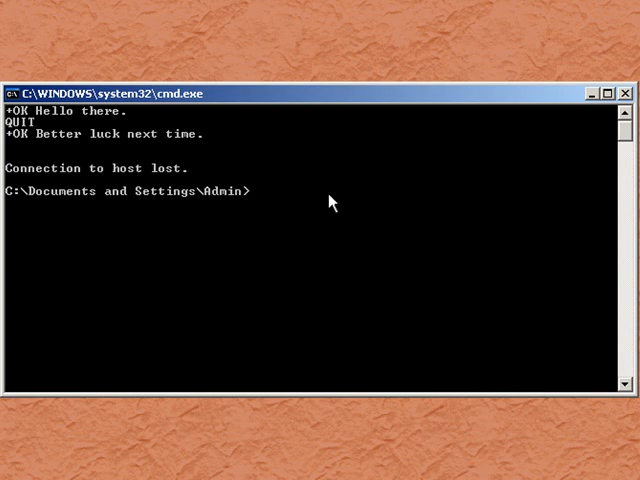 C:\WINDOWS\system32\cmd.exe
+OK Hello there.
QUIT
+OK Better luck next time.
Connection to host lost.
C:\Documents and Settings\Admin>